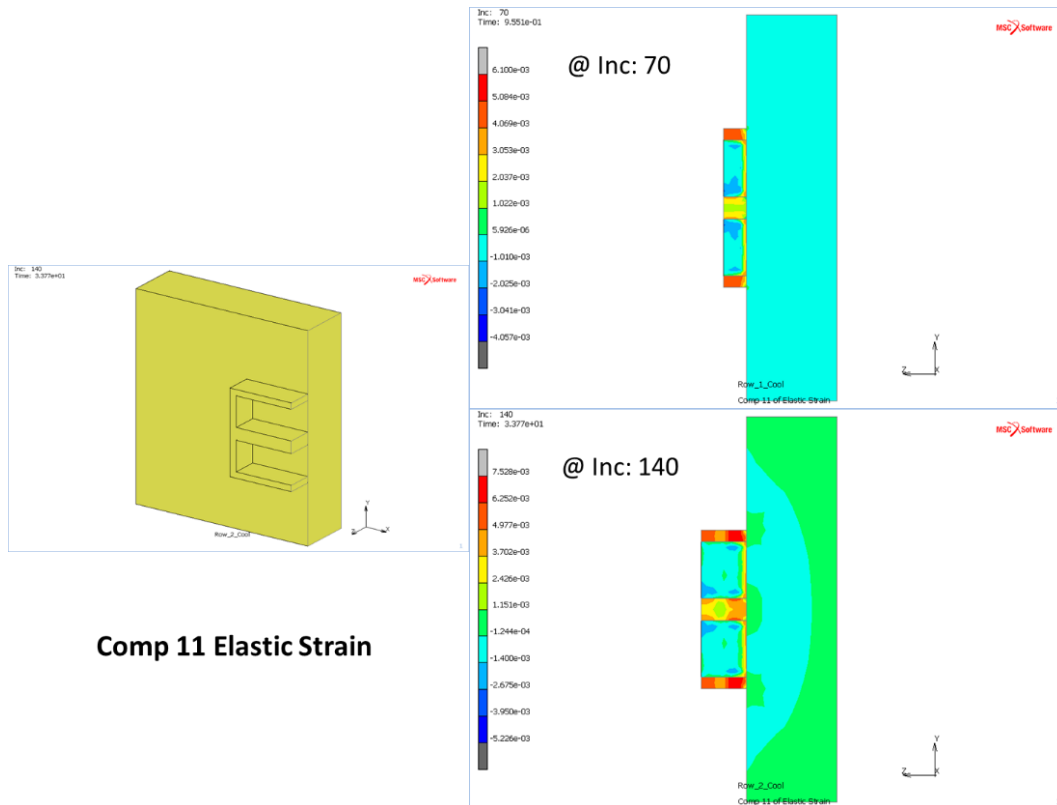 Inc: 70
Time: 9.551e-01
MSC Software
@ Inc: 70
6.100e-03
5.084e-03
4.069e-03
3.053e-03
2.037e-03
1.022e-03
5.926e-06
-1.010e-03
-2.025e-03
-3.041e-03
-4.057e-03
Y
Z
X
Row_1_Cool
Comp 11 of Elastic Strain
Inc: 140
Time: 3.377e+01
MSC Software
Y
Z
X
Row_2_Cool
1
Comp 11 Elastic Strain
Inc: 140
Time: 3.377e+01
MSC Software
@ Inc: 140
7.528e-03
6.252e-03
4.977e-03
3.702e-03
2.426e-03
1.151e-03
-1.244e-04
-1.400e-03
-2.675e-03
-3.950e-03
-5.226e-03
Y
Z
X
Row_2_Cool
Comp 11 of Elastic Strain